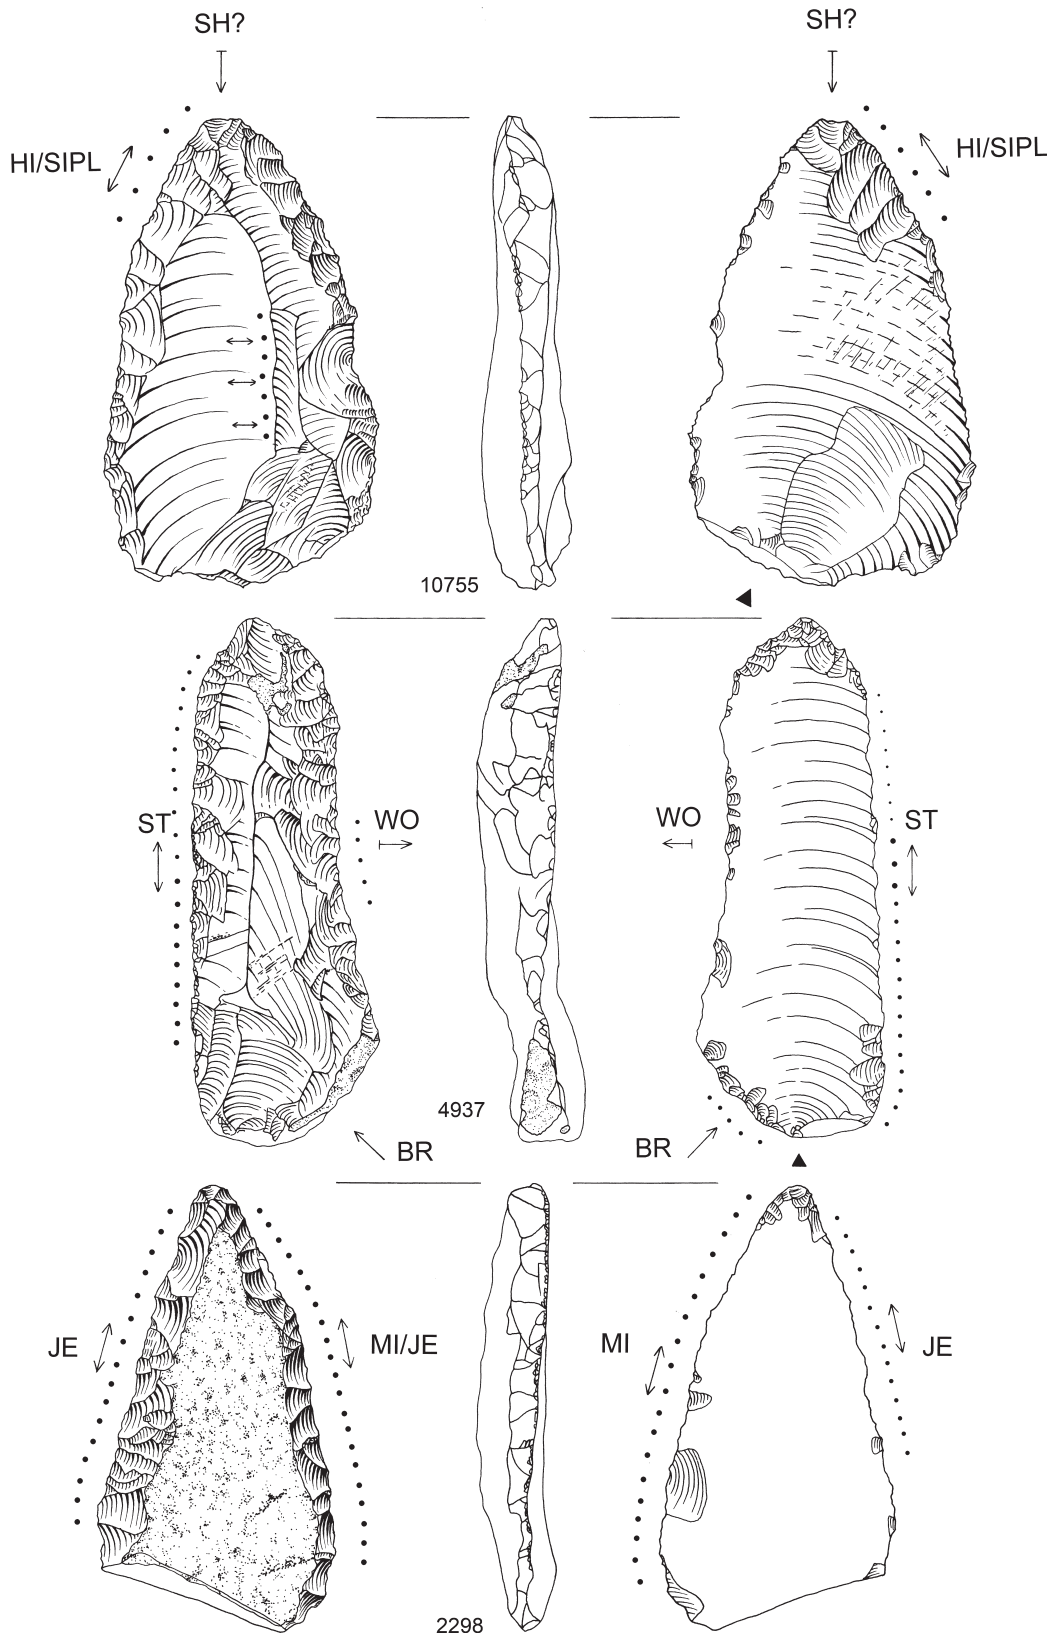 SH? SH?
HI/SIPL HI/SIPL
10755
ST WO WO ST
4937
BR BR
JE MI/JE MI JE
2298